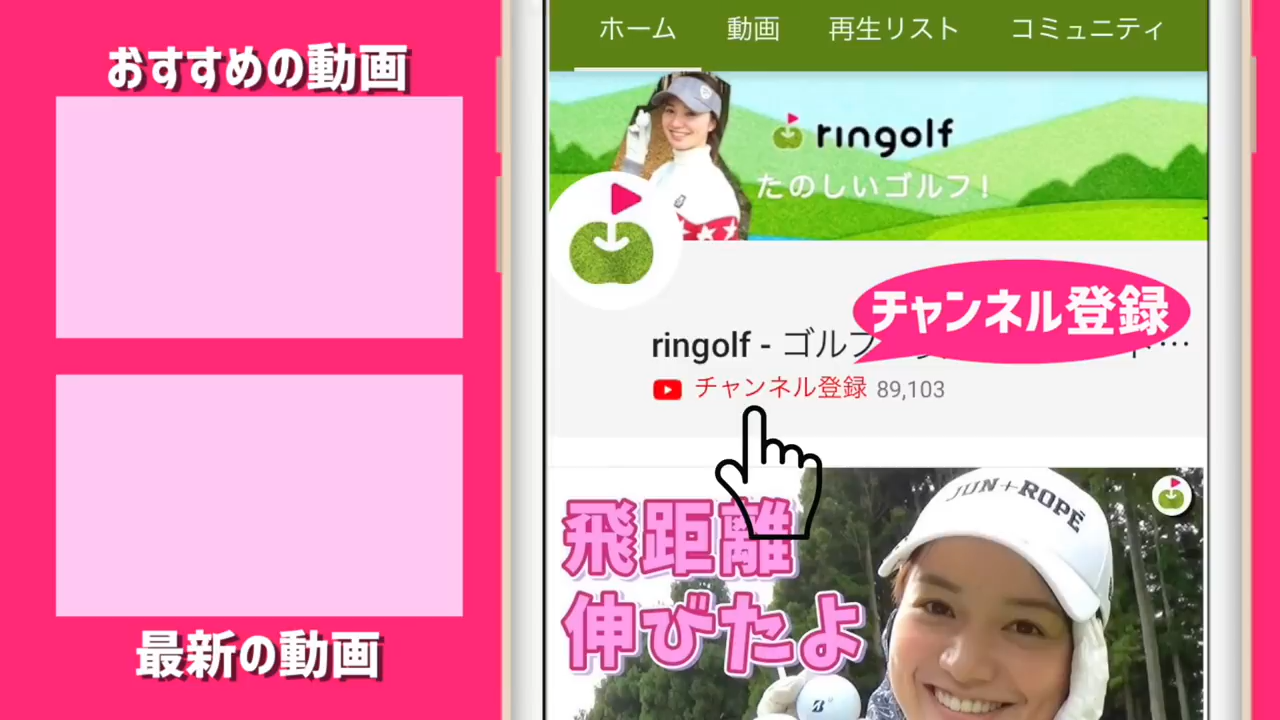 おすすめの動画
最新の動画
ホーム 動画 再生リスト コミュニティ
ringolf
たのしいゴルフ!
チャンネル登録
ringolf - ゴルフ
チャンネル登録 89,103
JUN+ROPÉ
飛距離
伸びたよ
B